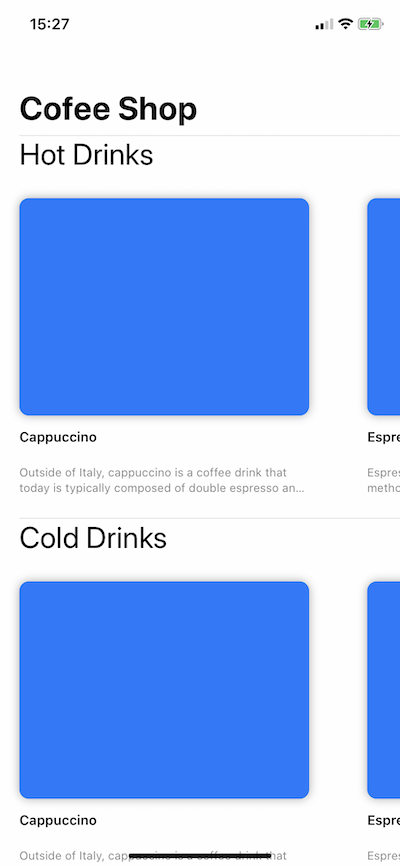 15:27
Cofee Shop
Hot Drinks
Cappuccino
Outside of Italy, cappuccino is a coffee drink that
today is typically composed of double espresso an...
Espre
Espres
metho
Cold Drinks
Cappuccino
Outside of Italy, cappuccino is a coffee drink that
Espre
Espres